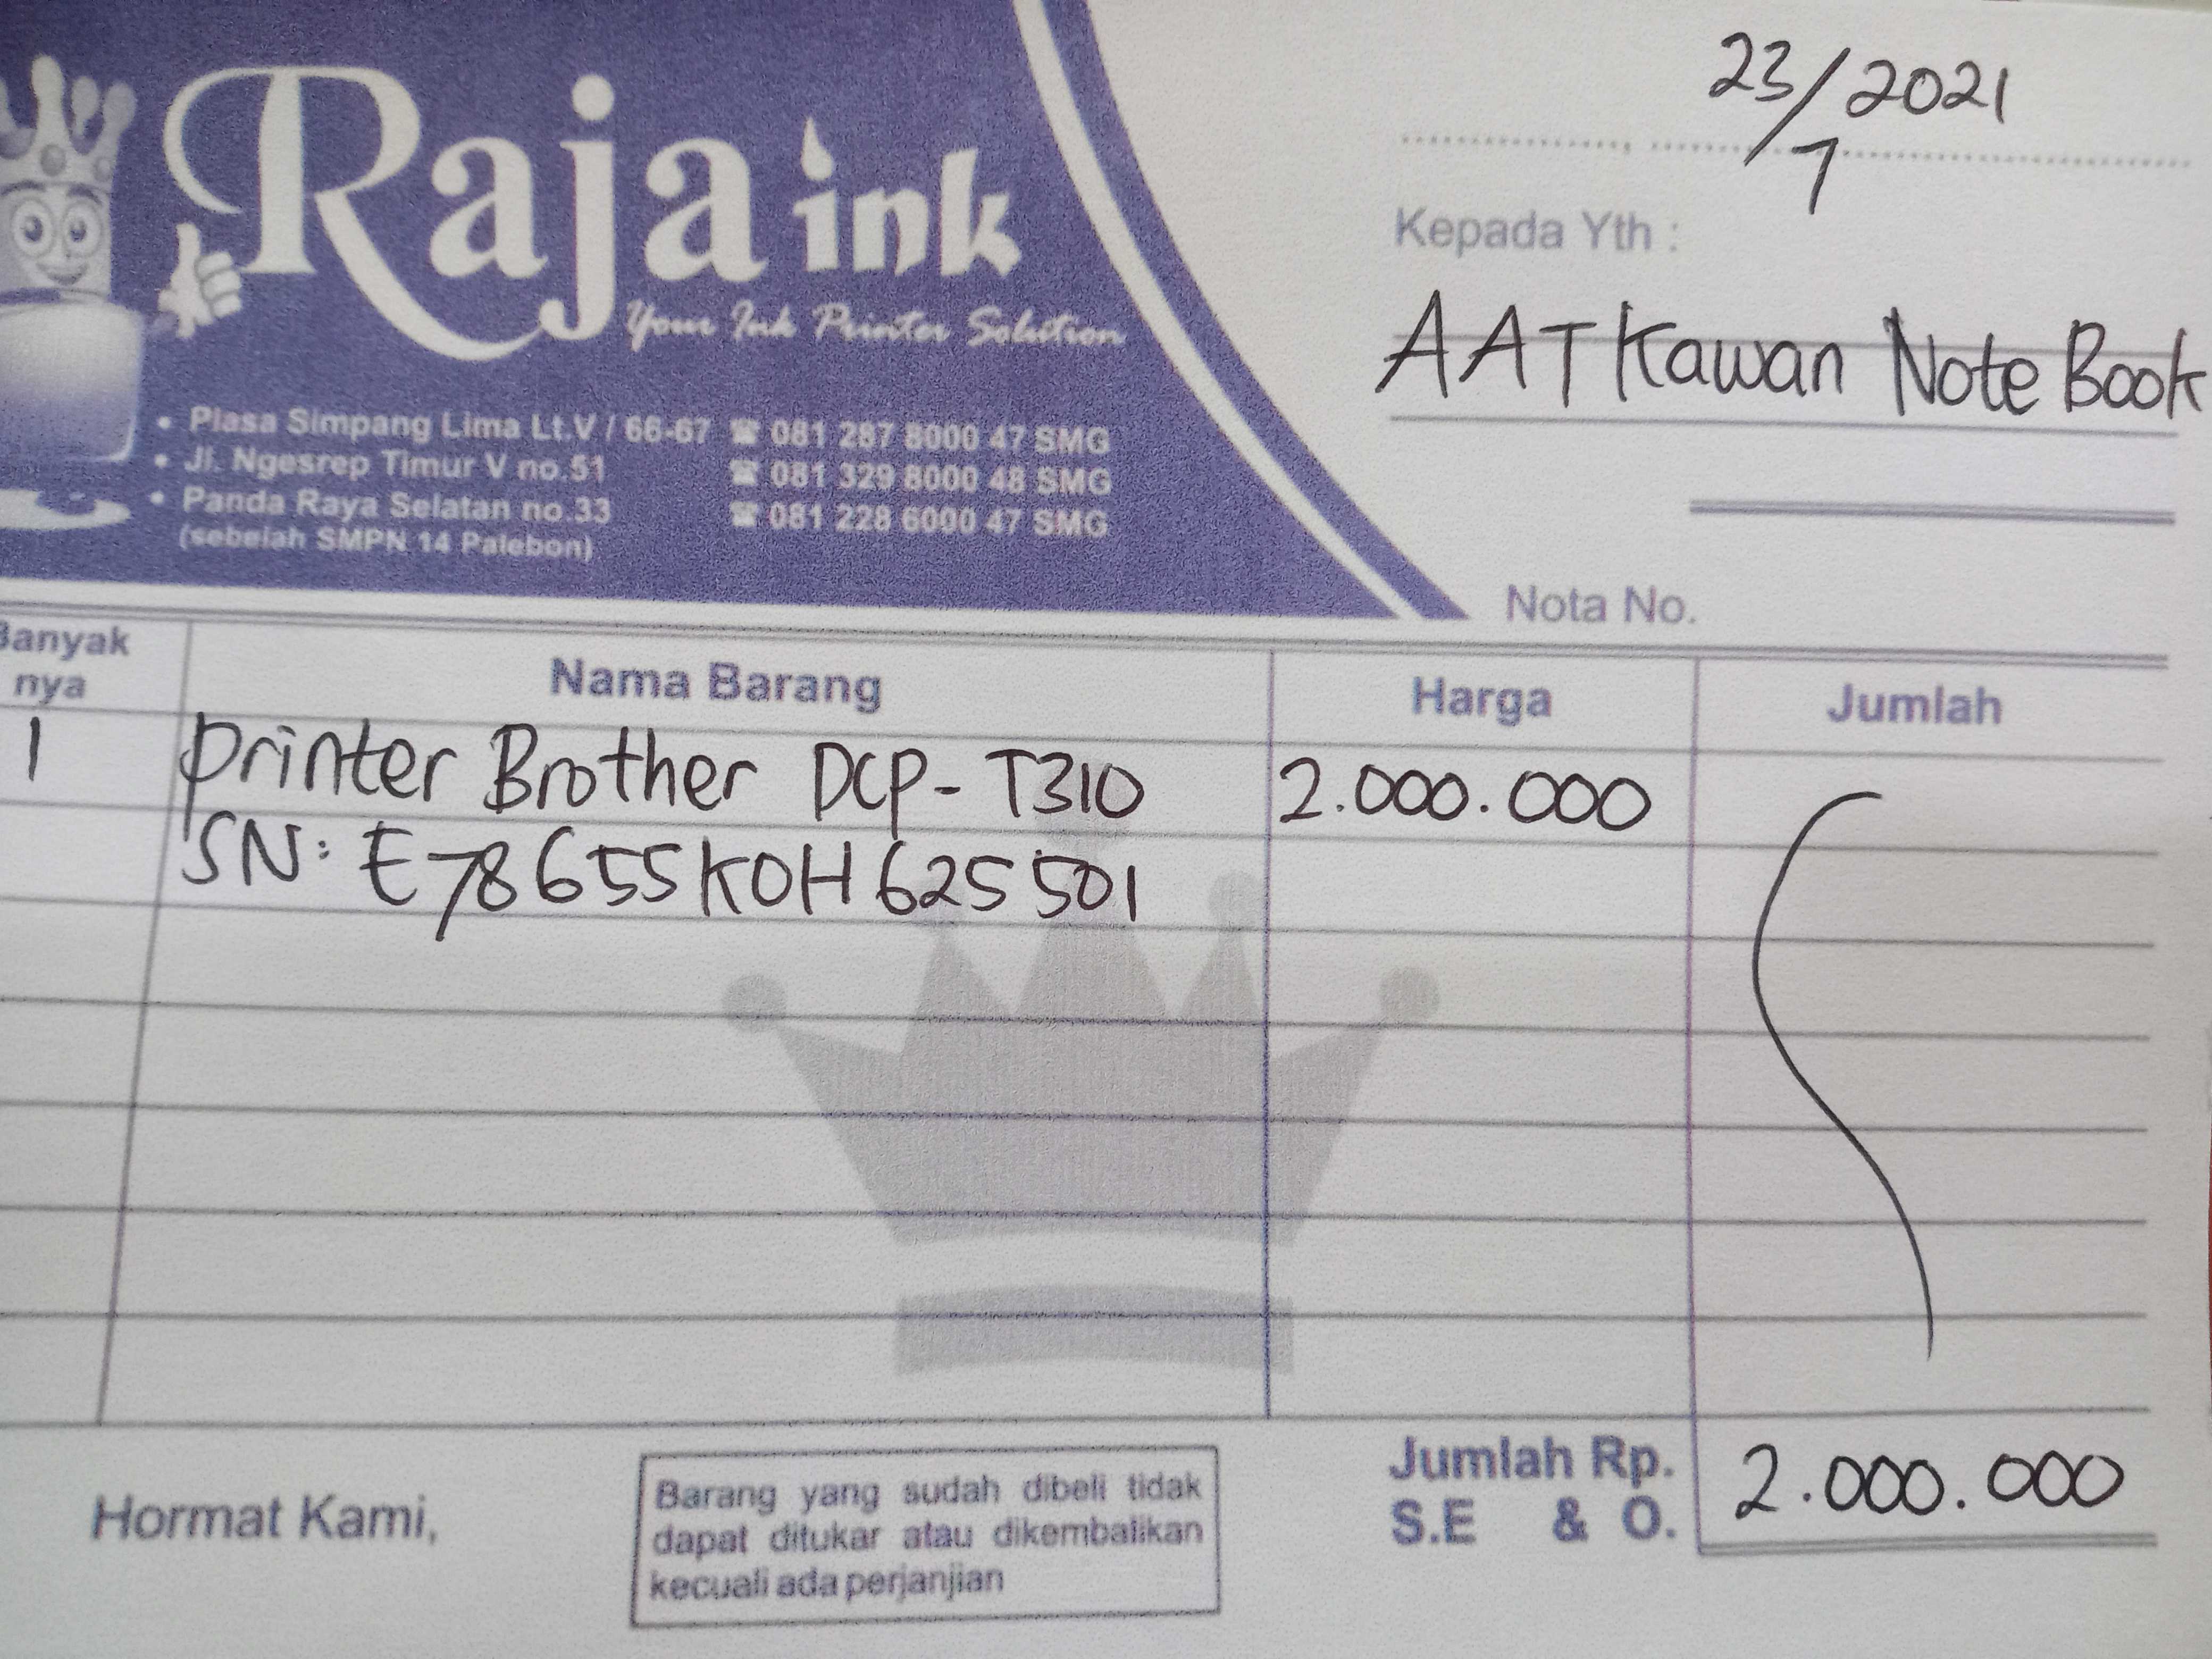 Raja ink
Your Ink Printer Solution
• Plasa Simpang Lima Lt.V / 66-67 ☎ 081 287 8000 47 SMG
• Jl. Ngesrep Timur V no.51 ☎ 081 329 8000 48 SMG
• Panda Raya Selatan no.33 ☎ 081 228 6000 47 SMG
(sebelah SMPN 14 Palebon)
23/7 2021
Kepada Yth :
AAT Kawan Note Book
Nota No.
Banyak nya Nama Barang Harga Jumlah
1 printer Brother DCP-T310 2.000.000
SN: E78655K0H625501
Jumlah Rp. 2.000.000
S.E & O.
Hormat Kami,
Barang yang sudah dibeli tidak
dapat ditukar atau dikembalikan
kecuali ada perjanjian